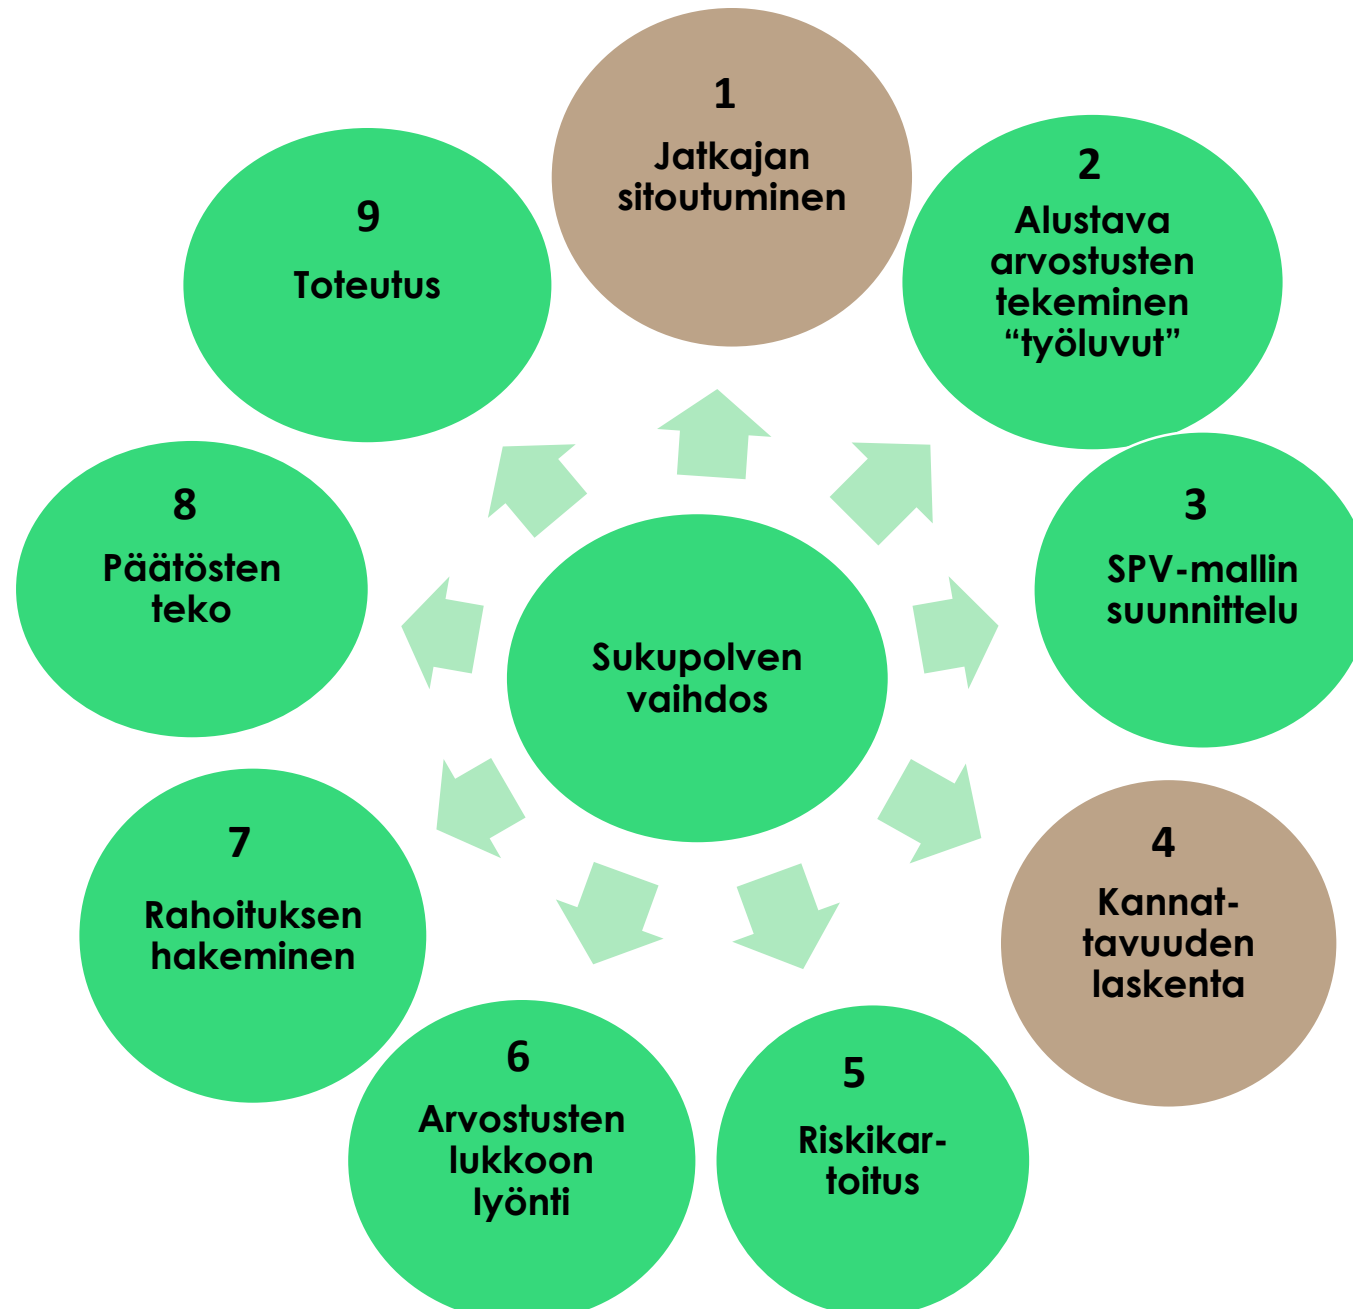 1
Jatkajan
sitoutuminen
2
Alustava
arvostusten
tekeminen
“työluvut”
3
SPV-mallin
suunnittelu
4
Kannat-
tavuuden
laskenta
5
Riskikar-
toitus
6
Arvostusten
lukkoon
lyönti
7
Rahoituksen
hakeminen
8
Päätösten
teko
9
Toteutus
Sukupolven
vaihdos